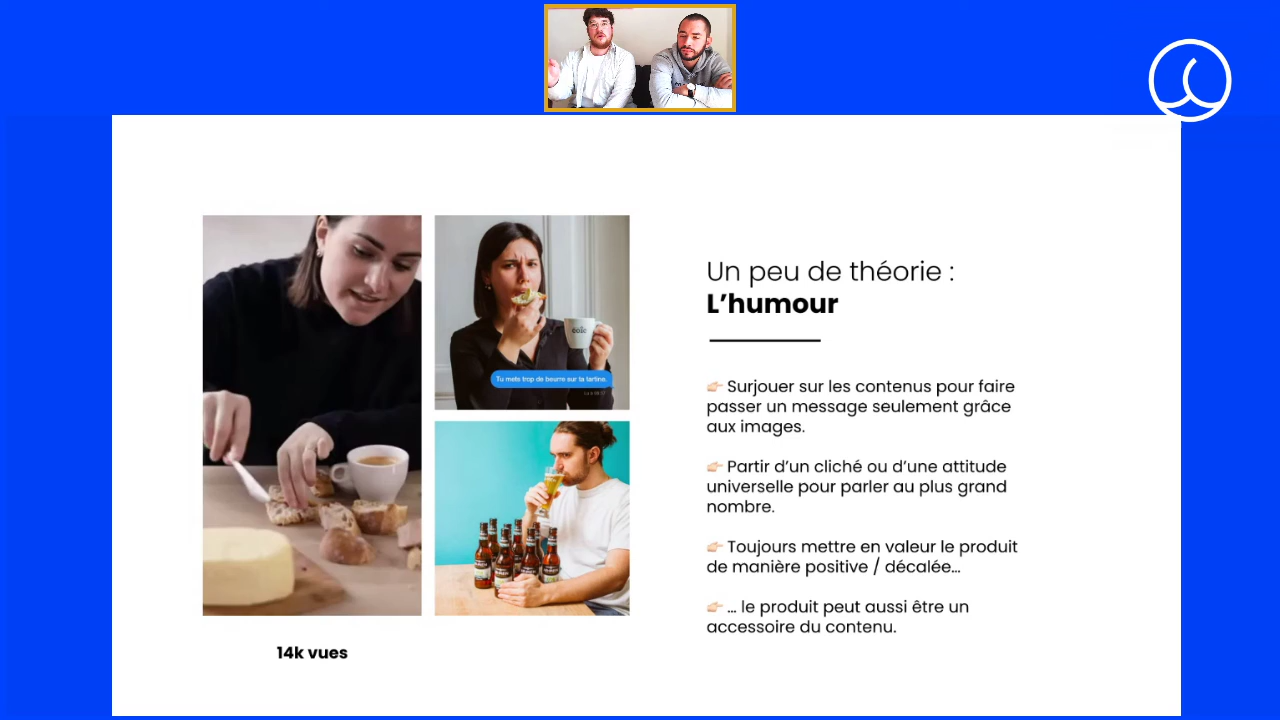 Tu mets trop de beurre sur ta tartine.
14k vues
Un peu de théorie :
L'humour
👉🏻 Surjouer sur les contenus pour faire
passer un message seulement grâce
aux images.
👉🏻 Partir d'un cliché ou d'une attitude
universelle pour parler au plus grand
nombre.
👉🏻 Toujours mettre en valeur le produit
de manière positive / décalée...
👉🏻 ... le produit peut aussi être un
accessoire du contenu.